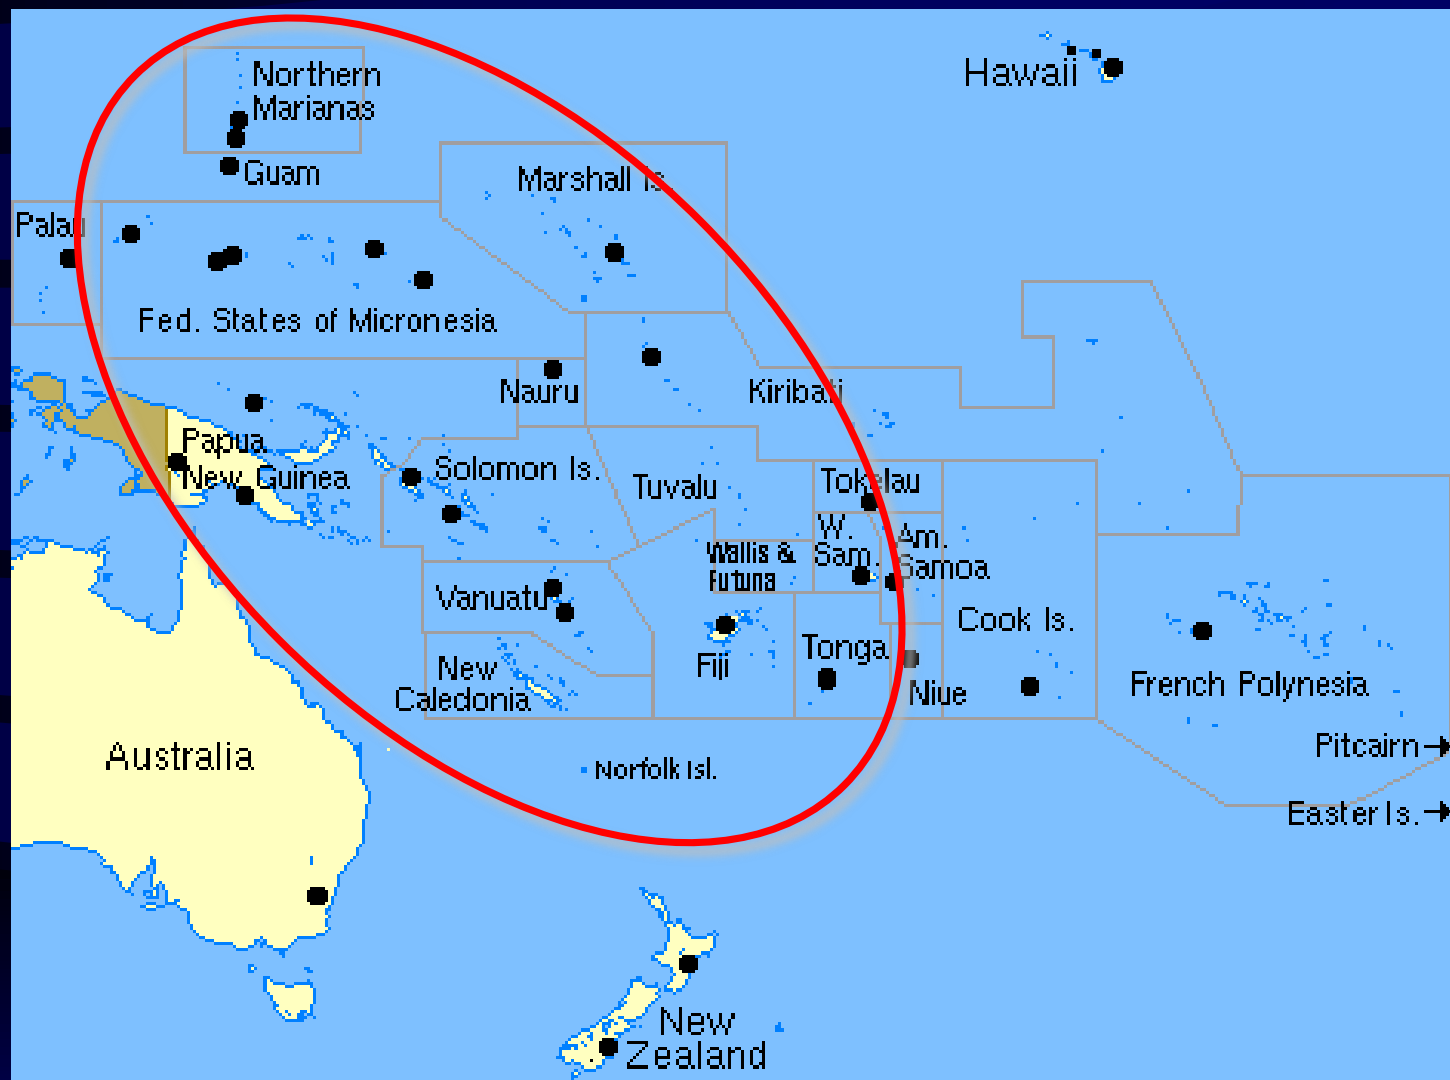 Northern
Marianas
Hawaii
Guam
Marshall Is.
Palau
Fed. States of Micronesia
Nauru
Kiribati
Papua
New Guinea
Solomon Is.
Tuvalu
Tokelau
W.
Sam.
Am.
Samoa
Wallis &
Futuna
Vanuatu
Cook Is.
Tonga
Fiji
New
Caledonia
Niue
French Polynesia
Pitcairn
Australia
Norfolk Isl.
Easter Is.
New
Zealand